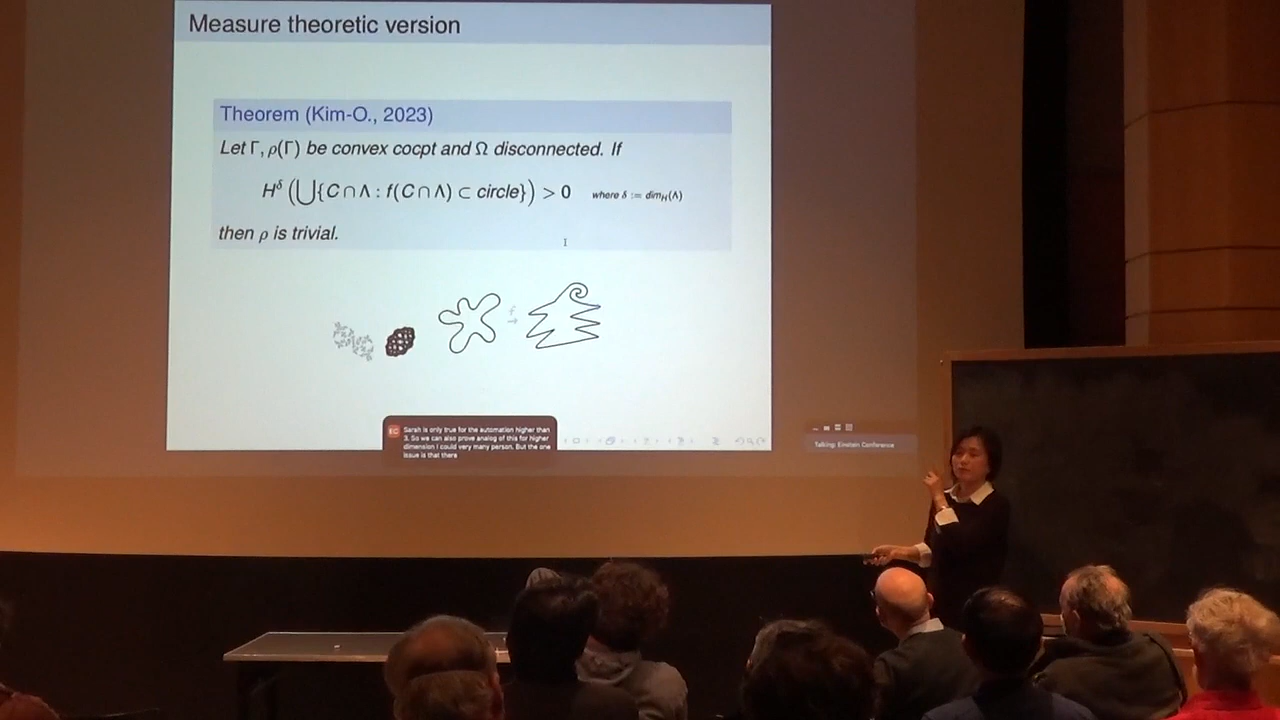 Measure theoretic version
Theorem (Kim-O., 2023)
Let Γ, ρ(Γ) be convex cocpt and Ω disconnected. If
H^δ (⋃{C ∩ Λ : f(C ∩ Λ) ⊂ circle}) > 0 where δ := dim_H(Λ)
then ρ is trivial.
f
→
EC
Sarah is only true for the automation higher than
3. So we can also prove analog of this for higher
dimension I could very many person. But the one
issue is that there
Talking: Einstein Conference